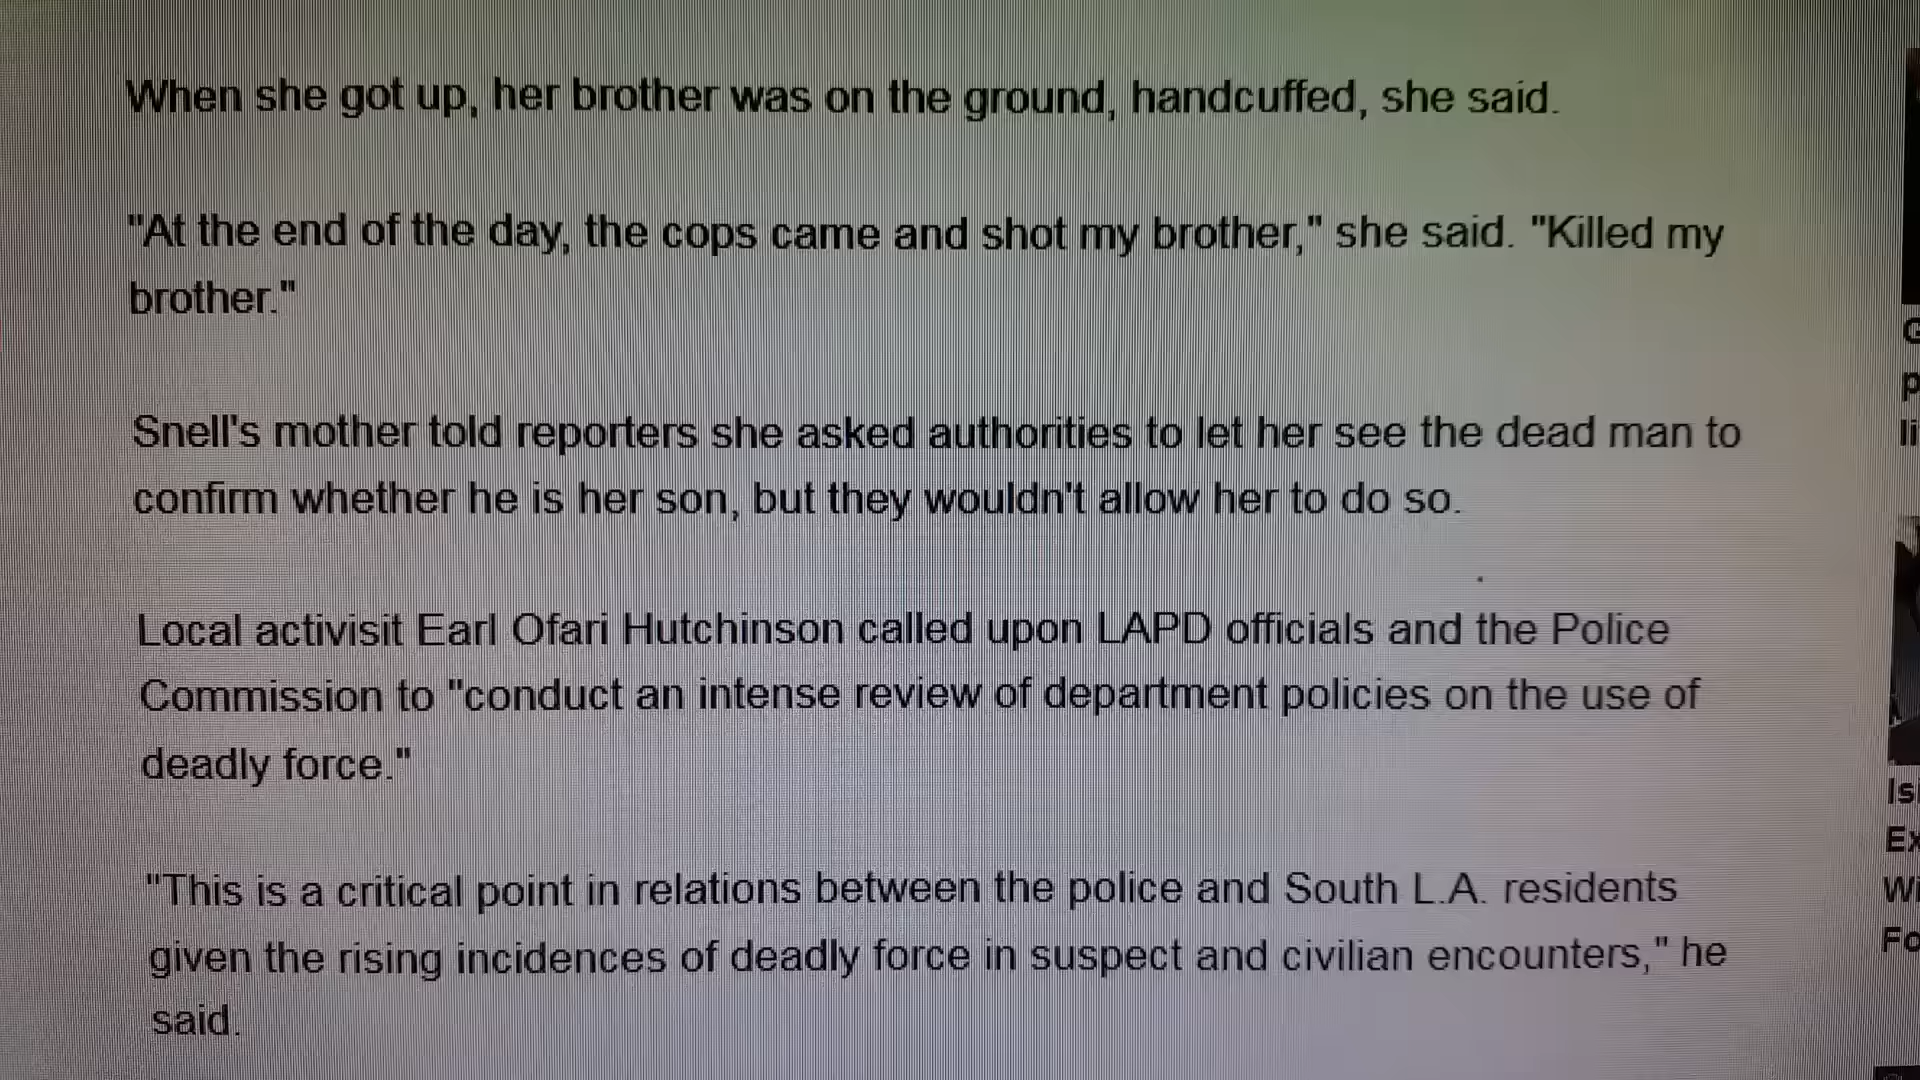 When she got up, her brother was on the ground, handcuffed, she said.
"At the end of the day, the cops came and shot my brother," she said. "Killed my
brother."
Snell's mother told reporters she asked authorities to let her see the dead man to
confirm whether he is her son, but they wouldn't allow her to do so.
Local activisit Earl Ofari Hutchinson called upon LAPD officials and the Police
Commission to "conduct an intense review of department policies on the use of
deadly force."
"This is a critical point in relations between the police and South L.A. residents
given the rising incidences of deadly force in suspect and civilian encounters," he
said.